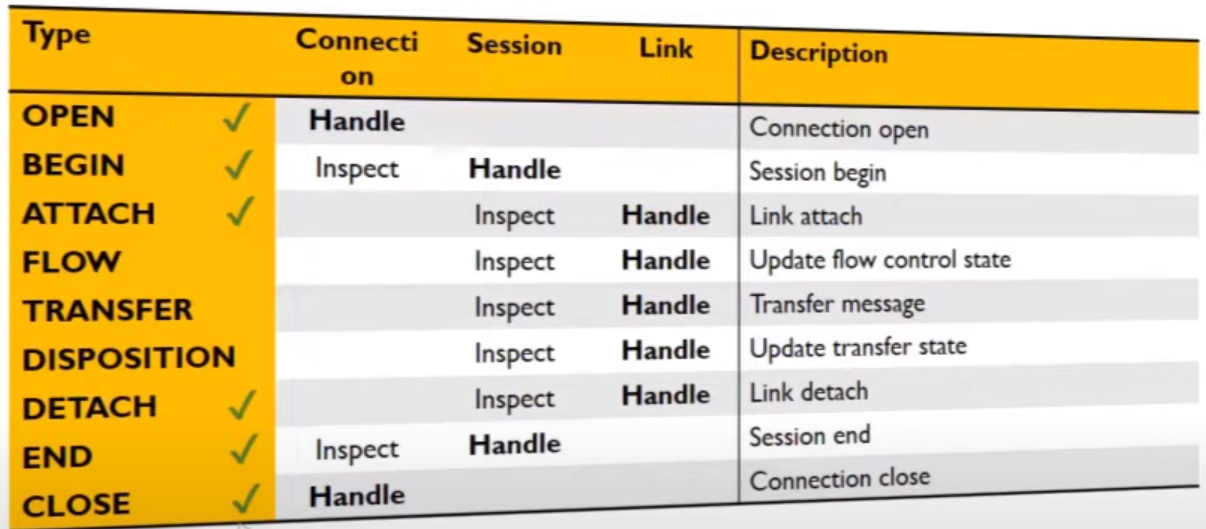 Type Connecti on Session Link Description
OPEN ✓ Handle Connection open
BEGIN ✓ Inspect Handle Session begin
ATTACH ✓ Inspect Handle Link attach
FLOW Inspect Handle Update flow control state
TRANSFER Inspect Handle Transfer message
DISPOSITION Inspect Handle Update transfer state
DETACH ✓ Inspect Handle Link detach
END ✓ Inspect Handle Session end
CLOSE ✓ Handle Connection close